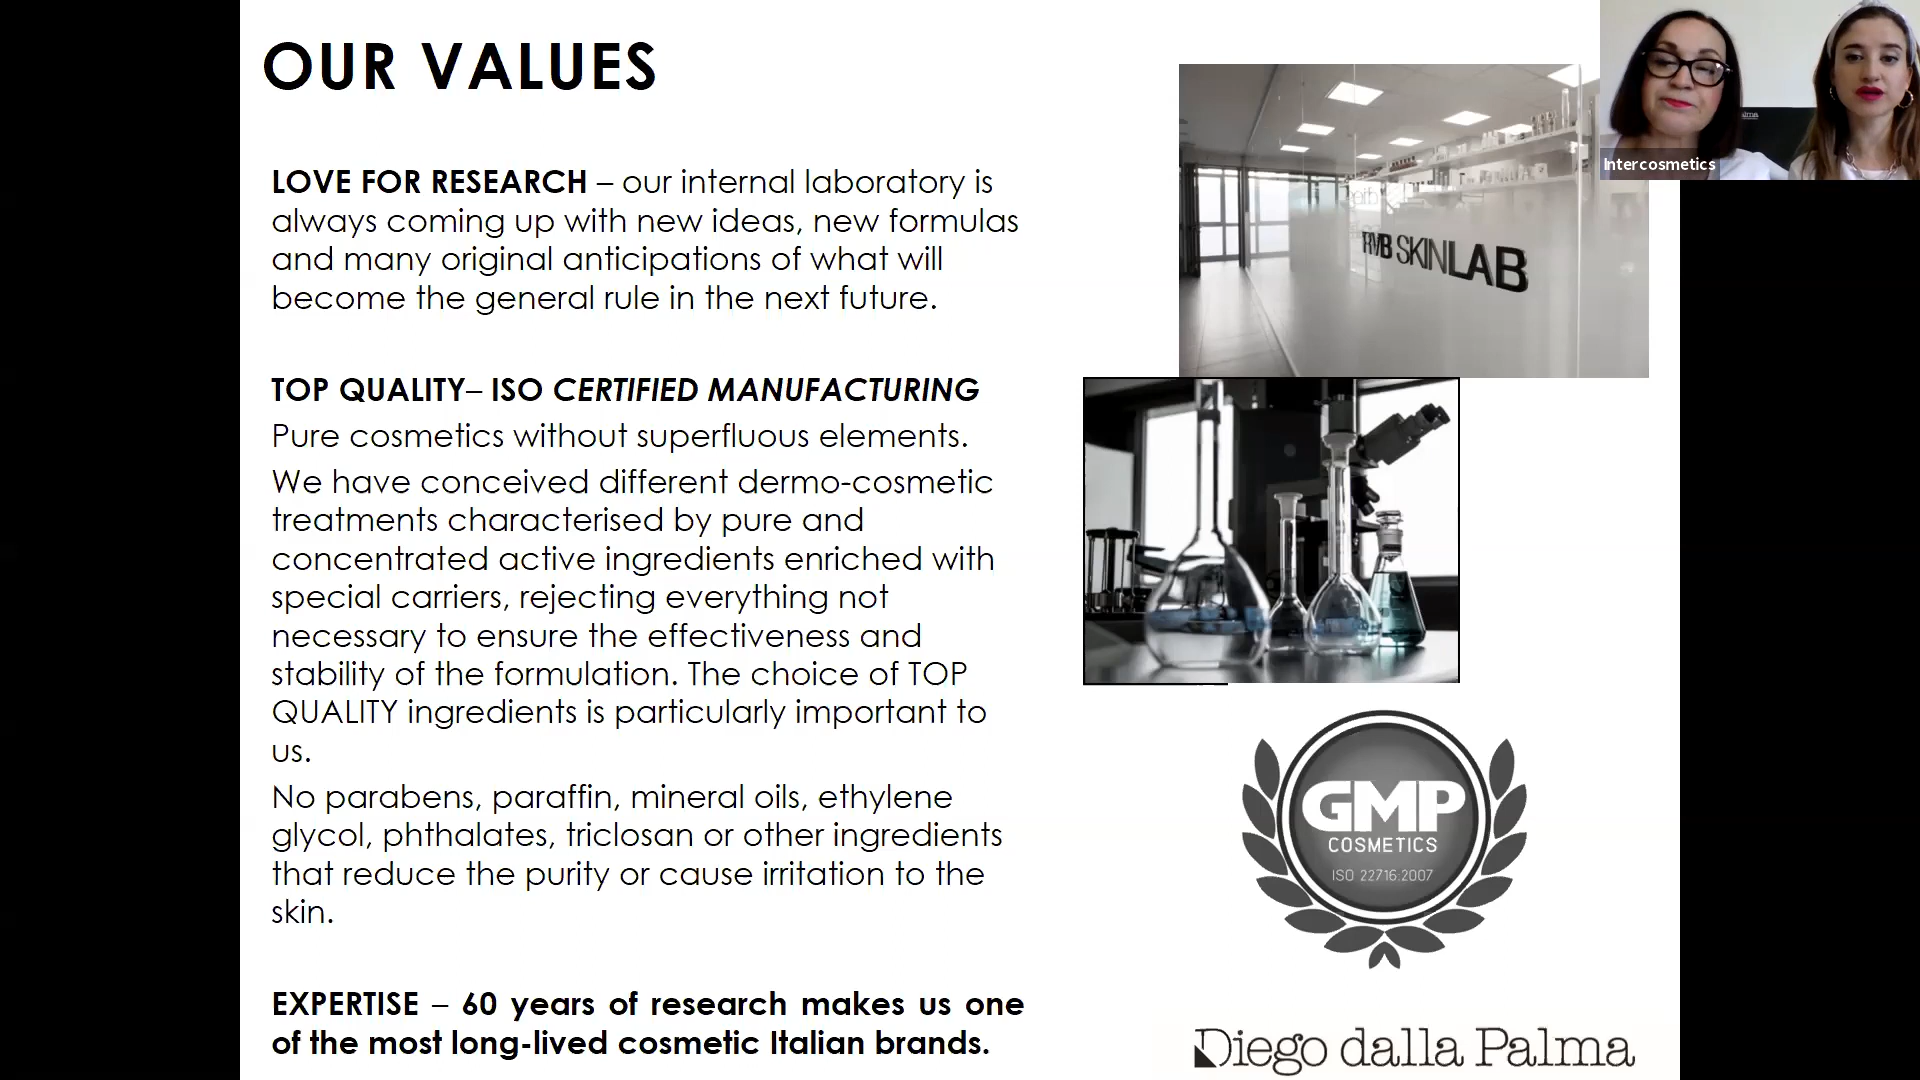 OUR VALUES
LOVE FOR RESEARCH – our internal laboratory is
always coming up with new ideas, new formulas
and many original anticipations of what will
become the general rule in the next future.
TOP QUALITY– ISO CERTIFIED MANUFACTURING
Pure cosmetics without superfluous elements.
We have conceived different dermo-cosmetic
treatments characterised by pure and
concentrated active ingredients enriched with
special carriers, rejecting everything not
necessary to ensure the effectiveness and
stability of the formulation. The choice of TOP
QUALITY ingredients is particularly important to
us.
No parabens, paraffin, mineral oils, ethylene
glycol, phthalates, triclosan or other ingredients
that reduce the purity or cause irritation to the
skin.
EXPERTISE – 60 years of research makes us one
of the most long-lived cosmetic Italian brands.
RVB SKINLAB
Intercosmetics
GMP
COSMETICS
ISO 22716:2007
Diego dalla Palma